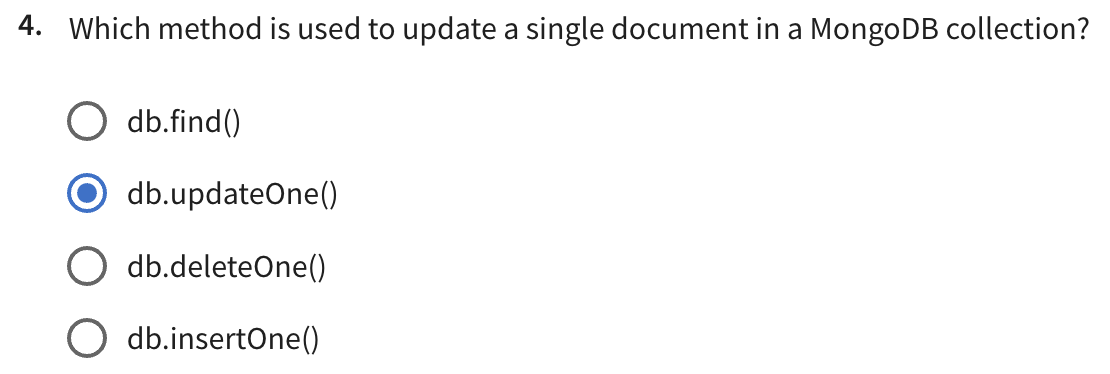 4. Which method is used to update a single document in a MongoDB collection?
db.find()
db.updateOne()
db.deleteOne()
db.insertOne()